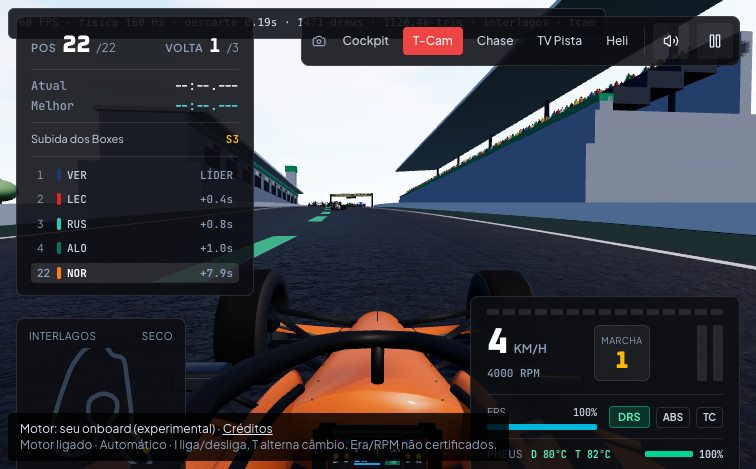 60 FPS · física 180 Hz · descarte 0.19s · 1471 draws · 1120.4k tris · interlagos · tcam
POS 22 /22 VOLTA 1 /3
Cockpit T-Cam Chase TV Pista Heli
Atual --:--.---
Melhor --:--.---
Subida dos Boxes S3
1 VER LÍDER
2 LEC +0.4s
3 RUS +0.8s
4 ALO +1.0s
22 NOR +7.9s
INTERLAGOS SECO
4 KM/H
4000 RPM
MARCHA
1
ERS 100% DRS ABS TC
Motor: seu onboard (experimental) · Créditos
Motor ligado · Automático · I liga/desliga, T alterna câmbio. Era/RPM não certificados.
PNEUS D 80°C T 82°C 100%